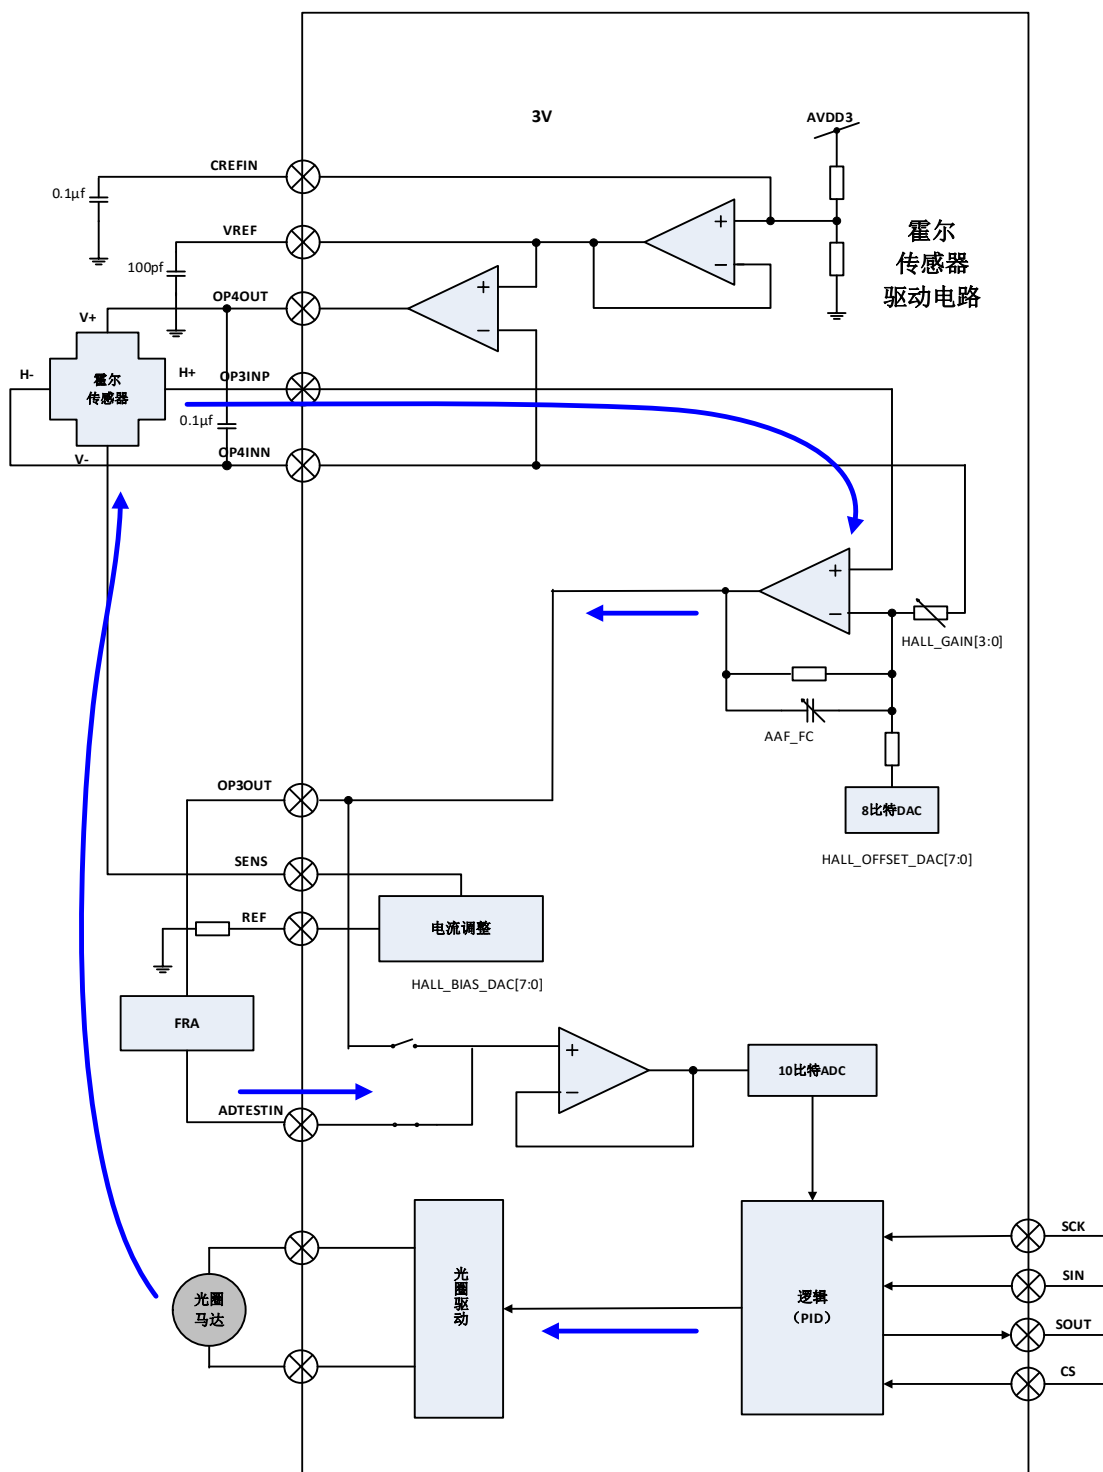 3V
AVDD3
CREFIN
0.1μf
VREF
霍尔
传感器
驱动电路
100pf
OP4OUT
V+
H-
霍尔
传感器
H+
OP3INP
0.1μf
OP4INN
V-
HALL_GAIN[3:0]
AAF_FC
OP3OUT
8比特DAC
HALL_OFFSET_DAC[7:0]
SENS
REF
电流调整
HALL_BIAS_DAC[7:0]
FRA
10比特ADC
ADTESTIN
SCK
SIN
SOUT
CS
光圈驱动
逻辑
（PID）
光圈
马达